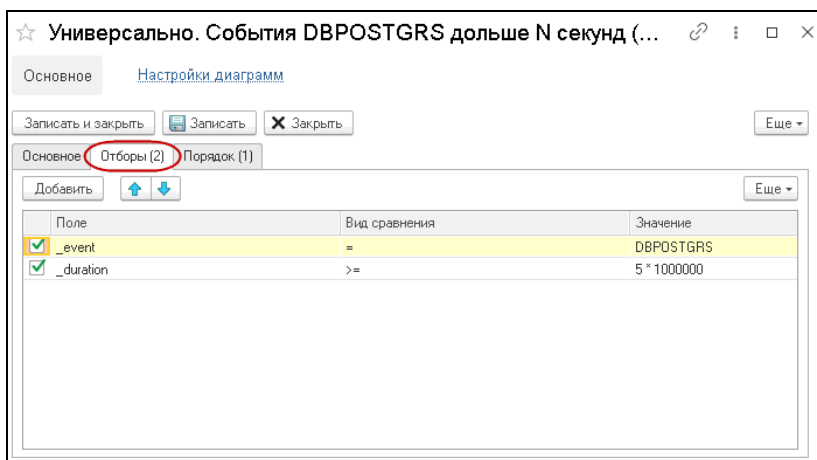 Универсально. События DBPOSTGRS дольше N секунд (...
Основное Настройки диаграмм
Записать и закрыть Записать Закрыть Еще
Основное Отборы (2) Порядок (1)
Добавить Еще
Поле Вид сравнения Значение
_event = DBPOSTGRS
_duration >= 5 * 1000000